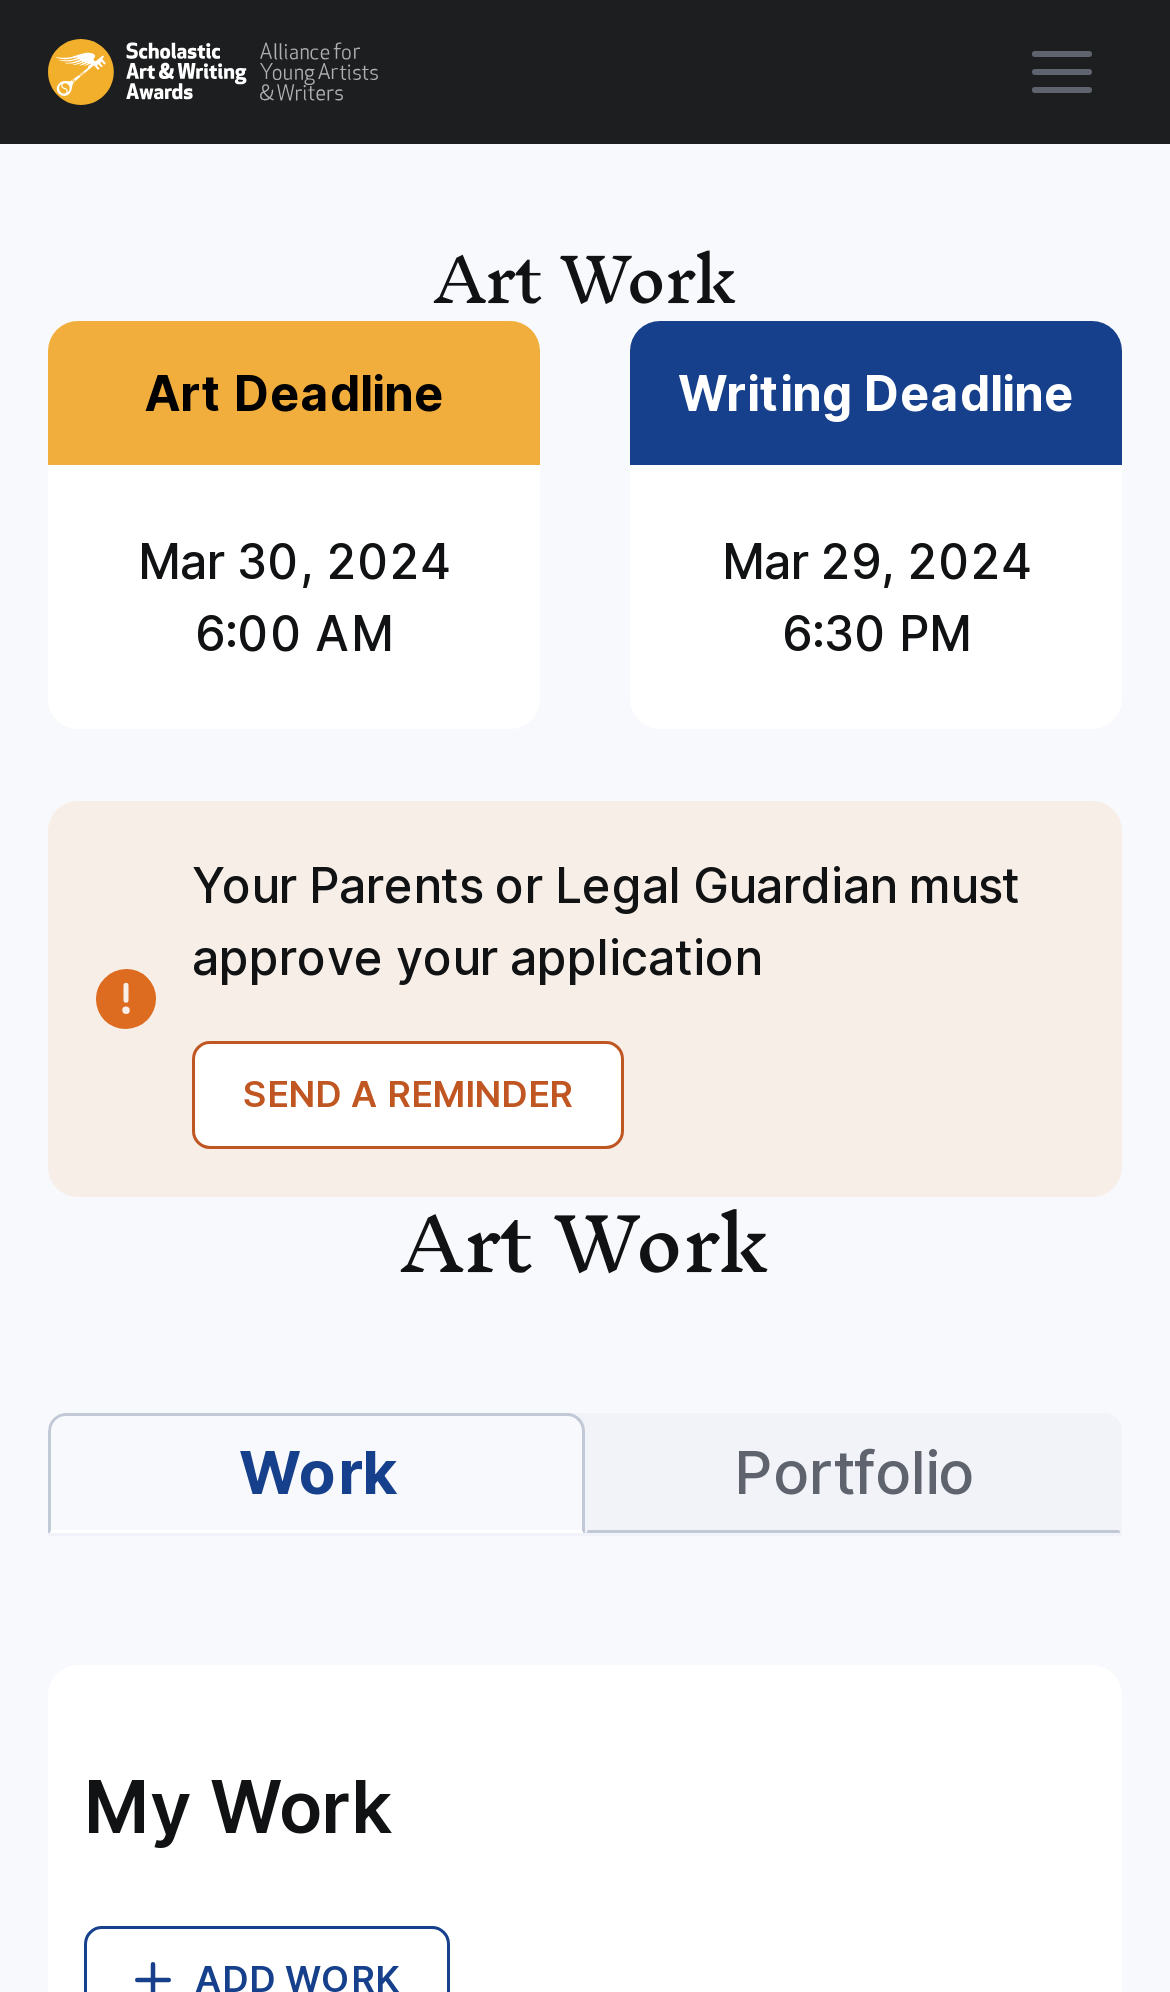 Scholastic
Art & Writing
Awards
Alliance for
Young Artists
& Writers
Art Work
Art Deadline
Mar 30, 2024
6:00 AM
Writing Deadline
Mar 29, 2024
6:30 PM
Your Parents or Legal Guardian must
approve your application
SEND A REMINDER
Art Work
Work
Portfolio
My Work
ADD WORK